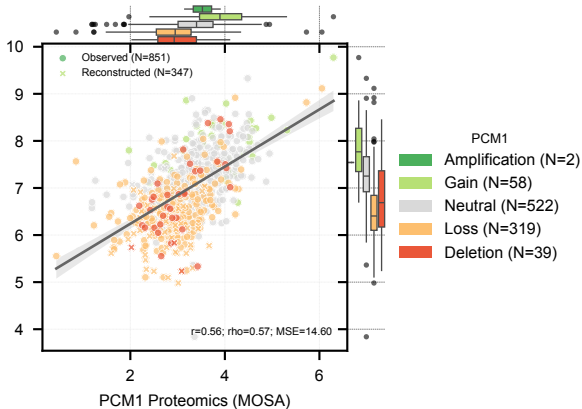 10
9
8
7
6
5
4
Observed (N=851)
Reconstructed (N=347)
r=0.56; rho=0.57; MSE=14.60
2
4
6
PCM1 Proteomics (MOSA)
PCM1
Amplification (N=2)
Gain (N=58)
Neutral (N=522)
Loss (N=319)
Deletion (N=39)